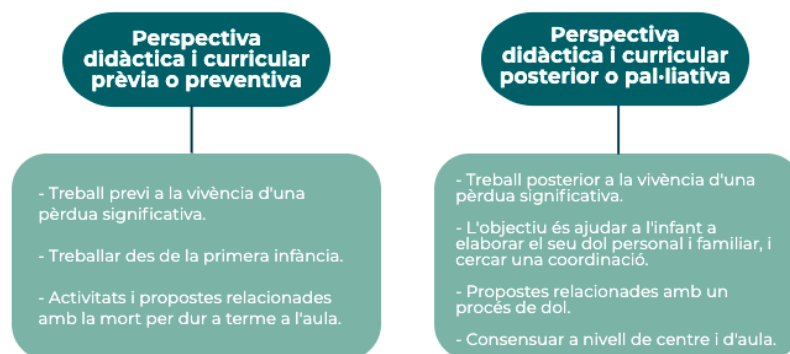 Perspectiva
didàctica i curricular
prèvia o preventiva
- Treball previ a la vivència d'una
pèrdua significativa.
- Treballar des de la primera infància.
- Activitats i propostes relacionades
amb la mort per dur a terme a l'aula.
Perspectiva
didàctica i curricular
posterior o pal·liativa
- Treball posterior a la vivència d'una
pèrdua significativa.
- L'objectiu és ajudar a l'infant a
elaborar el seu dol personal i familiar, i
cercar una coordinació.
- Propostes relacionades amb un
procés de dol.
- Consensuar a nivell de centre i d'aula.